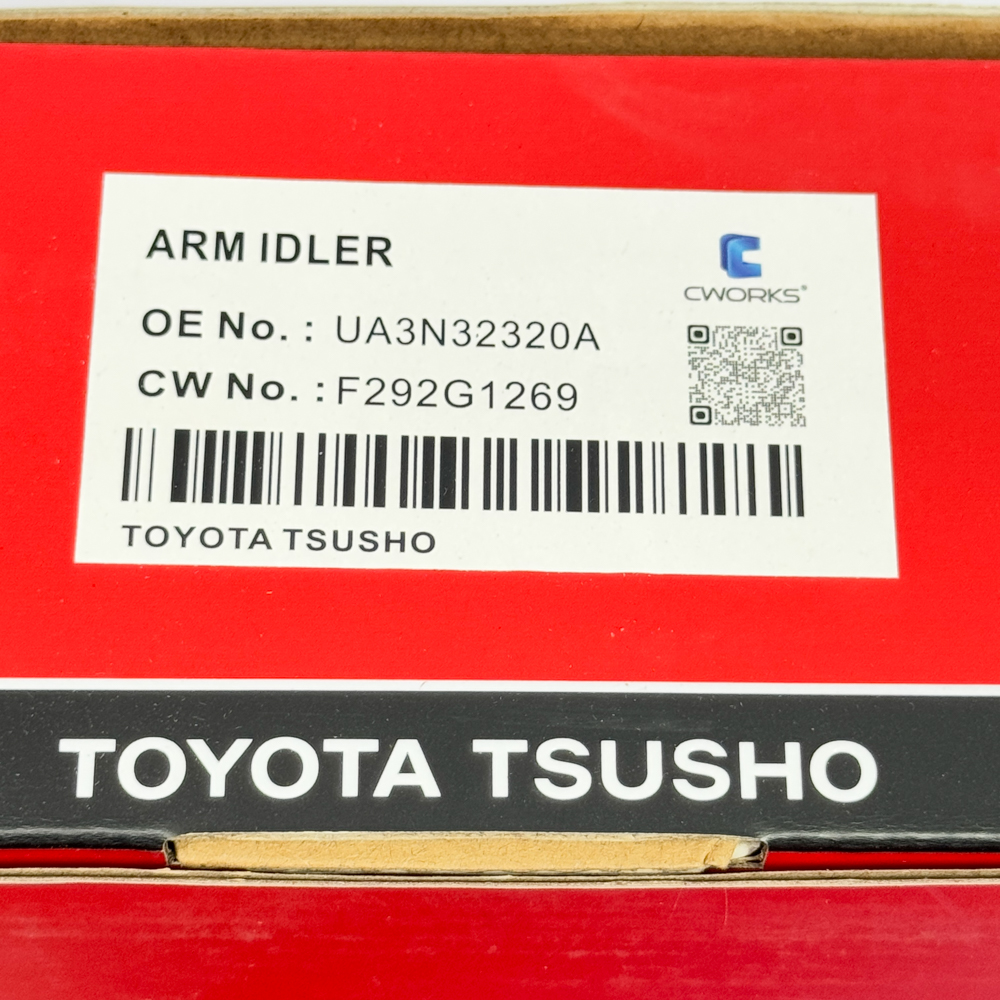 ARM IDLER
CWORKS®
OE No. : UA3N32320A
CW No. : F292G1269
TOYOTA TSUSHO
TOYOTA TSUSHO